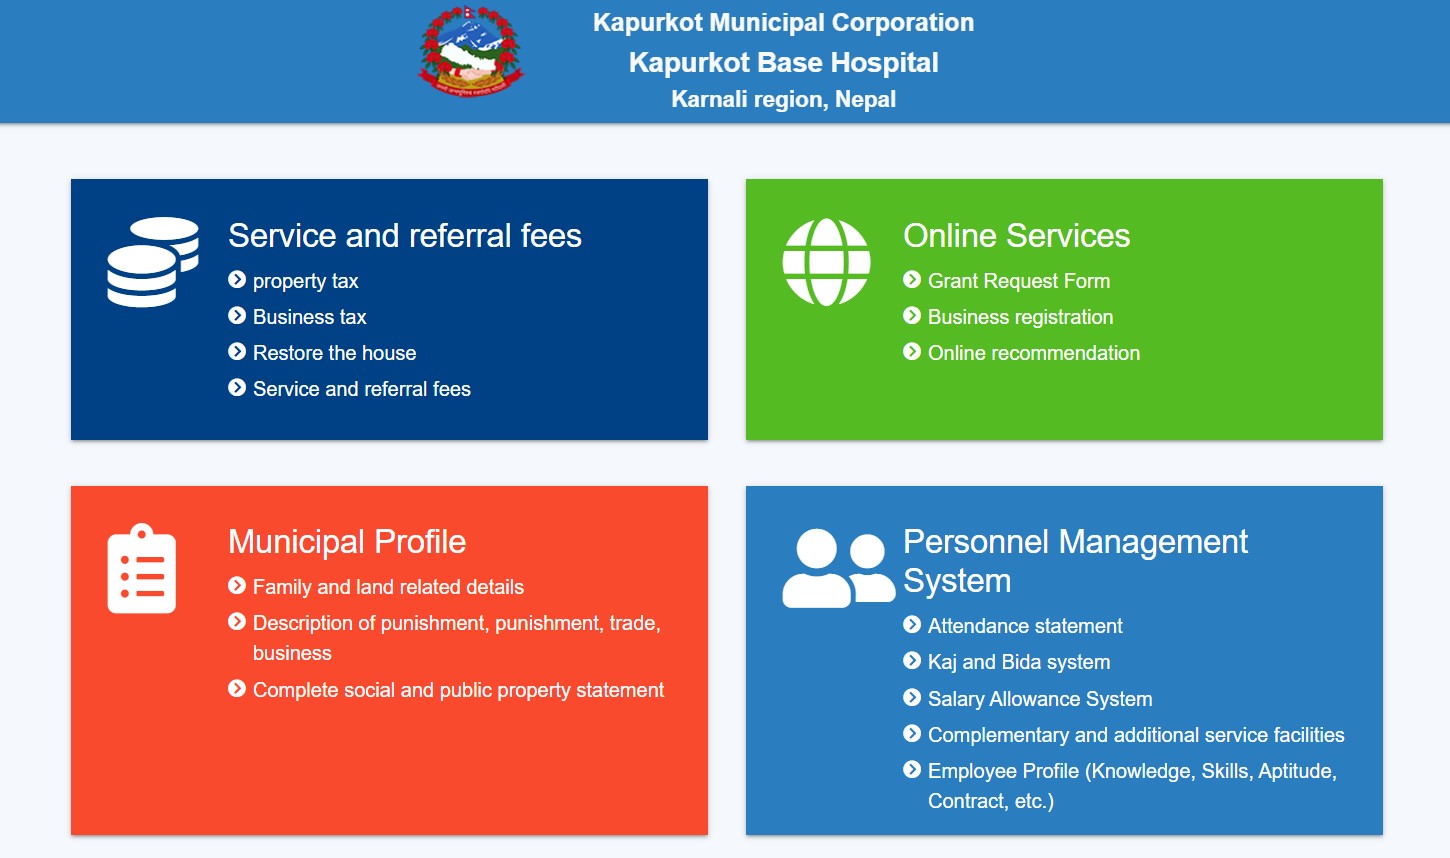 Kapurkot Municipal Corporation
Kapurkot Base Hospital
Karnali region, Nepal
Service and referral fees
property tax
Business tax
Restore the house
Service and referral fees
Online Services
Grant Request Form
Business registration
Online recommendation
Municipal Profile
Family and land related details
Description of punishment, punishment, trade,
business
Complete social and public property statement
Personnel Management
System
Attendance statement
Kaj and Bida system
Salary Allowance System
Complementary and additional service facilities
Employee Profile (Knowledge, Skills, Aptitude,
Contract, etc.)